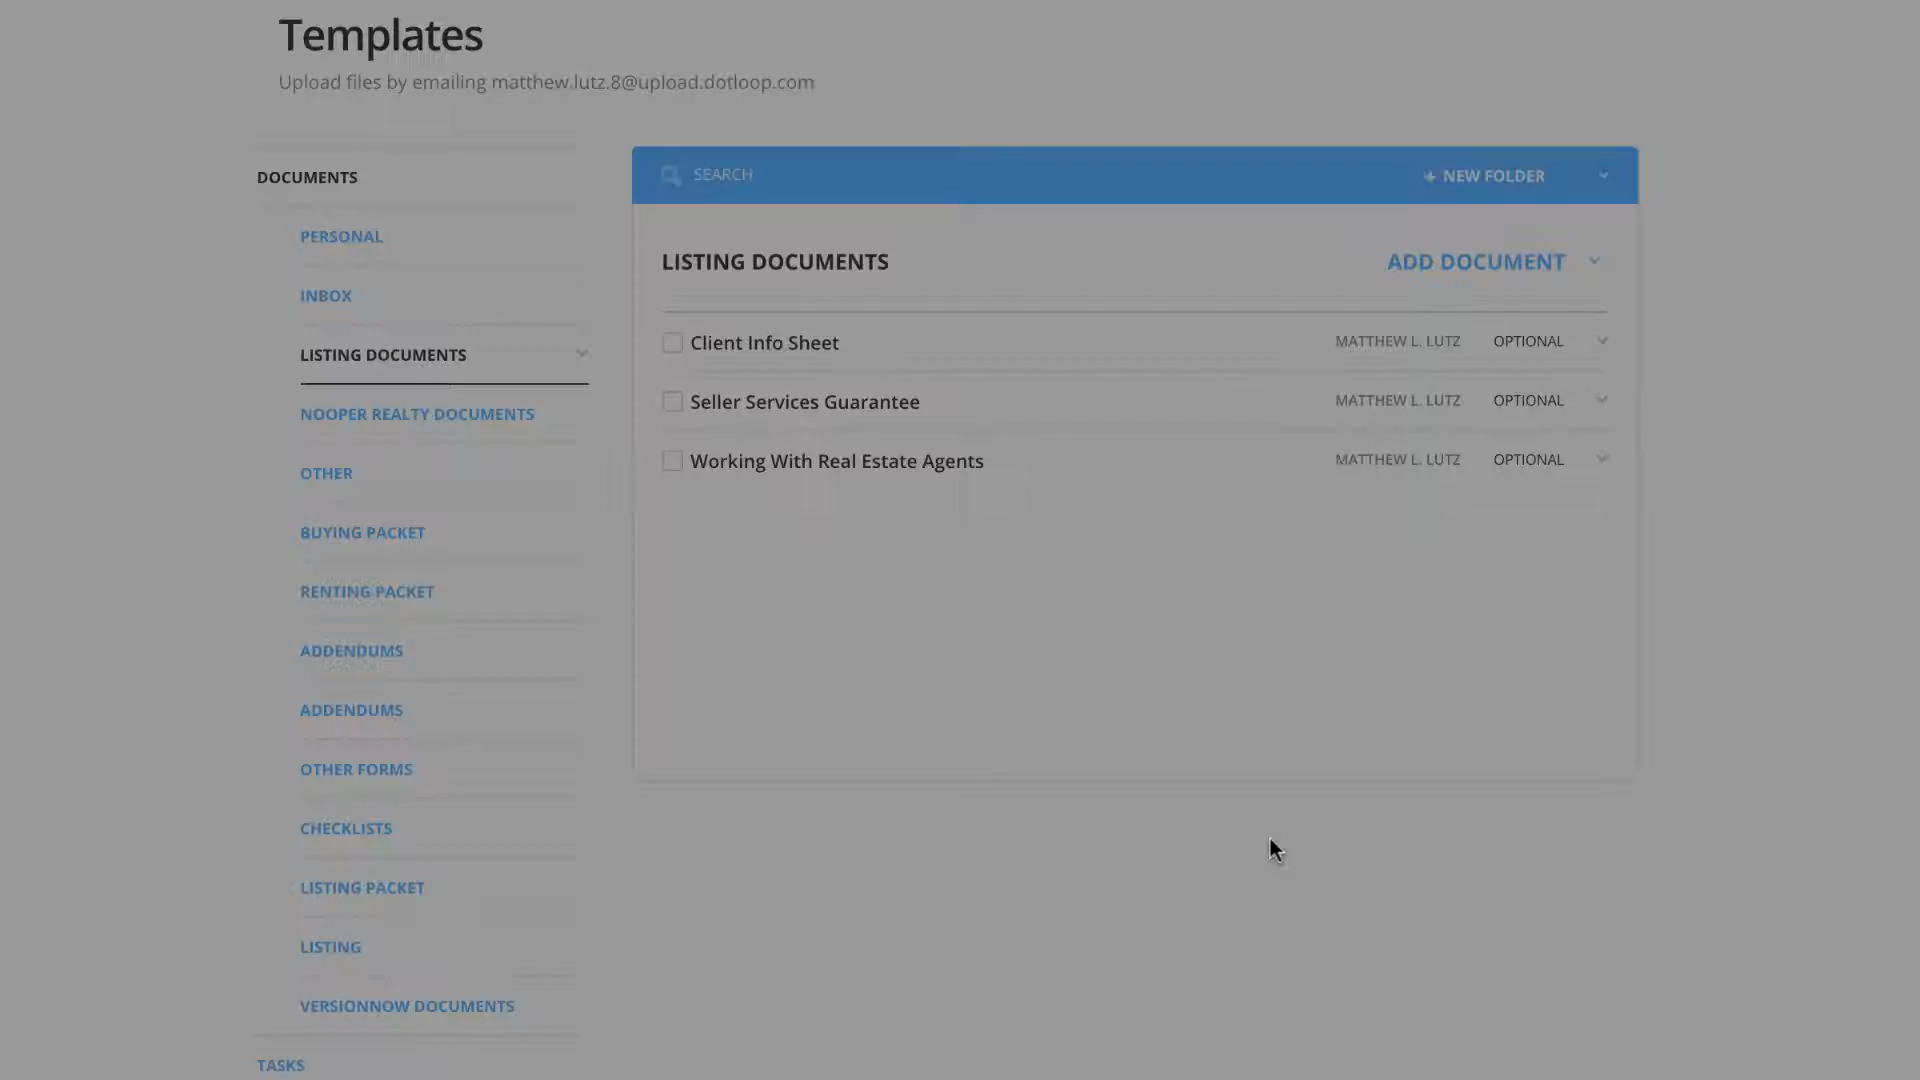 Templates
Upload files by emailing matthew.lutz.8@upload.dotloop.com
DOCUMENTS
PERSONAL
INBOX
LISTING DOCUMENTS
NOOPER REALTY DOCUMENTS
OTHER
BUYING PACKET
RENTING PACKET
ADDENDUMS
ADDENDUMS
OTHER FORMS
CHECKLISTS
LISTING PACKET
LISTING
VERSIONNOW DOCUMENTS
TASKS
SEARCH
+ NEW FOLDER
LISTING DOCUMENTS
ADD DOCUMENT
Client Info Sheet MATTHEW L. LUTZ OPTIONAL
Seller Services Guarantee MATTHEW L. LUTZ OPTIONAL
Working With Real Estate Agents MATTHEW L. LUTZ OPTIONAL